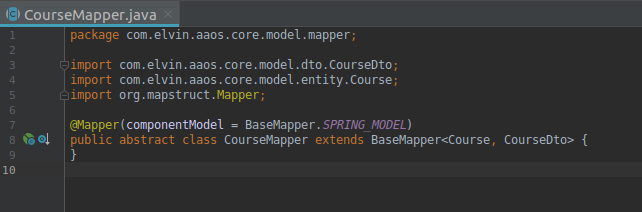 CourseMapper.java
1 package com.elvin.aaos.core.model.mapper;
2
3 import com.elvin.aaos.core.model.dto.CourseDto;
4 import com.elvin.aaos.core.model.entity.Course;
5 import org.mapstruct.Mapper;
6
7 @Mapper(componentModel = BaseMapper.SPRING_MODEL)
8 public abstract class CourseMapper extends BaseMapper<Course, CourseDto> {
9 }
10